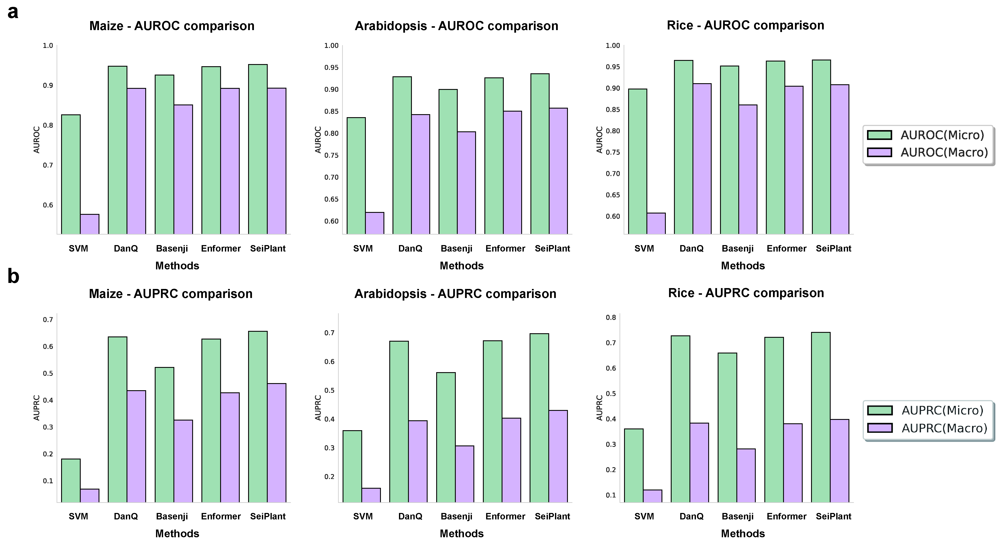 a
Maize - AUROC comparison
Arabidopsis - AUROC comparison
Rice - AUROC comparison
1.0
0.9
0.8
0.7
0.6
AUROC
SVM DanQ Basenji Enformer SeiPlant
Methods
1.00
0.95
0.90
0.85
0.80
0.75
0.70
0.65
0.60
AUROC
SVM DanQ Basenji Enformer SeiPlant
Methods
1.00
0.95
0.90
0.85
0.80
0.75
0.70
0.65
0.60
AUROC
SVM DanQ Basenji Enformer SeiPlant
Methods
AUROC(Micro)
AUROC(Macro)
b
Maize - AUPRC comparison
Arabidopsis - AUPRC comparison
Rice - AUPRC comparison
0.7
0.6
0.5
0.4
0.3
0.2
0.1
AUPRC
SVM DanQ Basenji Enformer SeiPlant
Methods
0.7
0.6
0.5
0.4
0.3
0.2
AUPRC
SVM DanQ Basenji Enformer SeiPlant
Methods
0.8
0.7
0.6
0.5
0.4
0.3
0.2
0.1
AUPRC
SVM DanQ Basenji Enformer SeiPlant
Methods
AUPRC(Micro)
AUPRC(Macro)